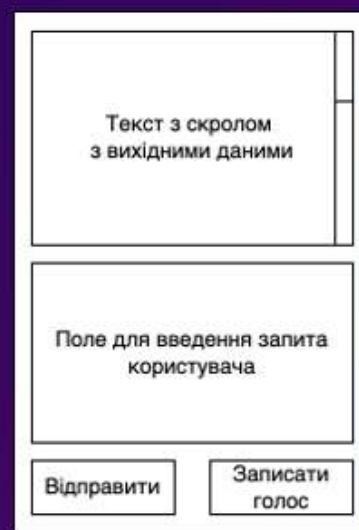 Текст з скролом
з вихідними даними
Поле для введення запита
користувача
Відправити
Записати
голос